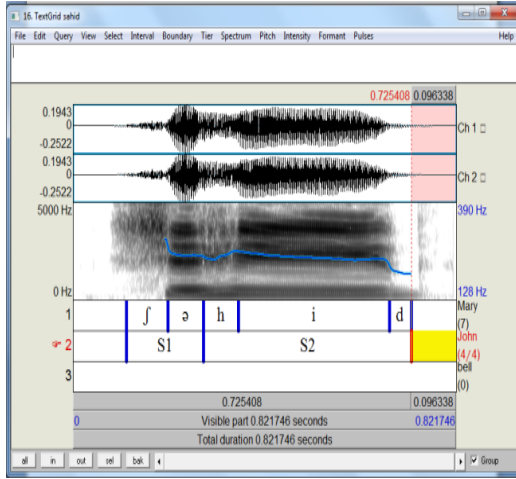 16. TextGrid sahid
File Edit Query View Select Interval Boundary Tier Spectrum Pitch Intensity Formant Pulses Help
0.725408 0.096338
0.1943
0
-0.2522
Ch 1
0.1943
0
-0.2522
Ch 2
5000 Hz 390 Hz
0 Hz 128 Hz
1 ʃ ə h i d Mary (7)
2 S1 S2 John (4/4)
3 bell (0)
0.725408 0.096338
0 Visible part 0.821746 seconds 0.821746
Total duration 0.821746 seconds
all in out sel bak Group